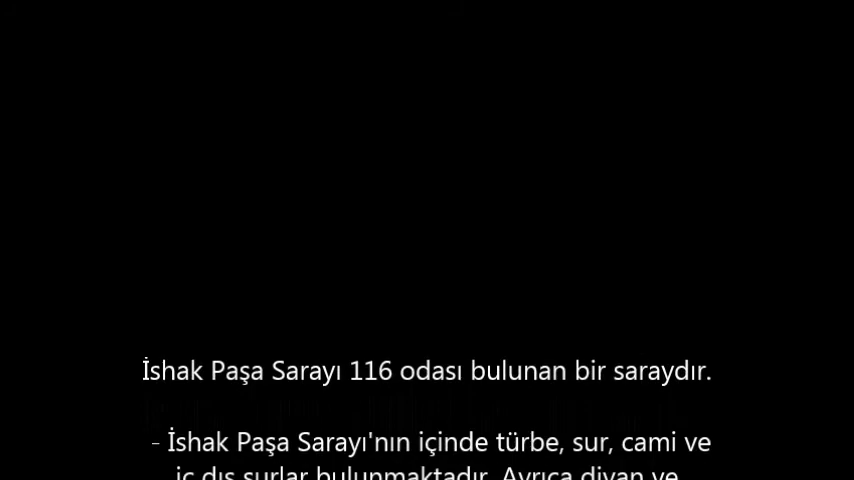 İshak Paşa Sarayı 116 odası bulunan bir saraydır.
- İshak Paşa Sarayı'nın içinde türbe, sur, cami ve
iç dış surlar bulunmaktadır. Ayrıca divan ve